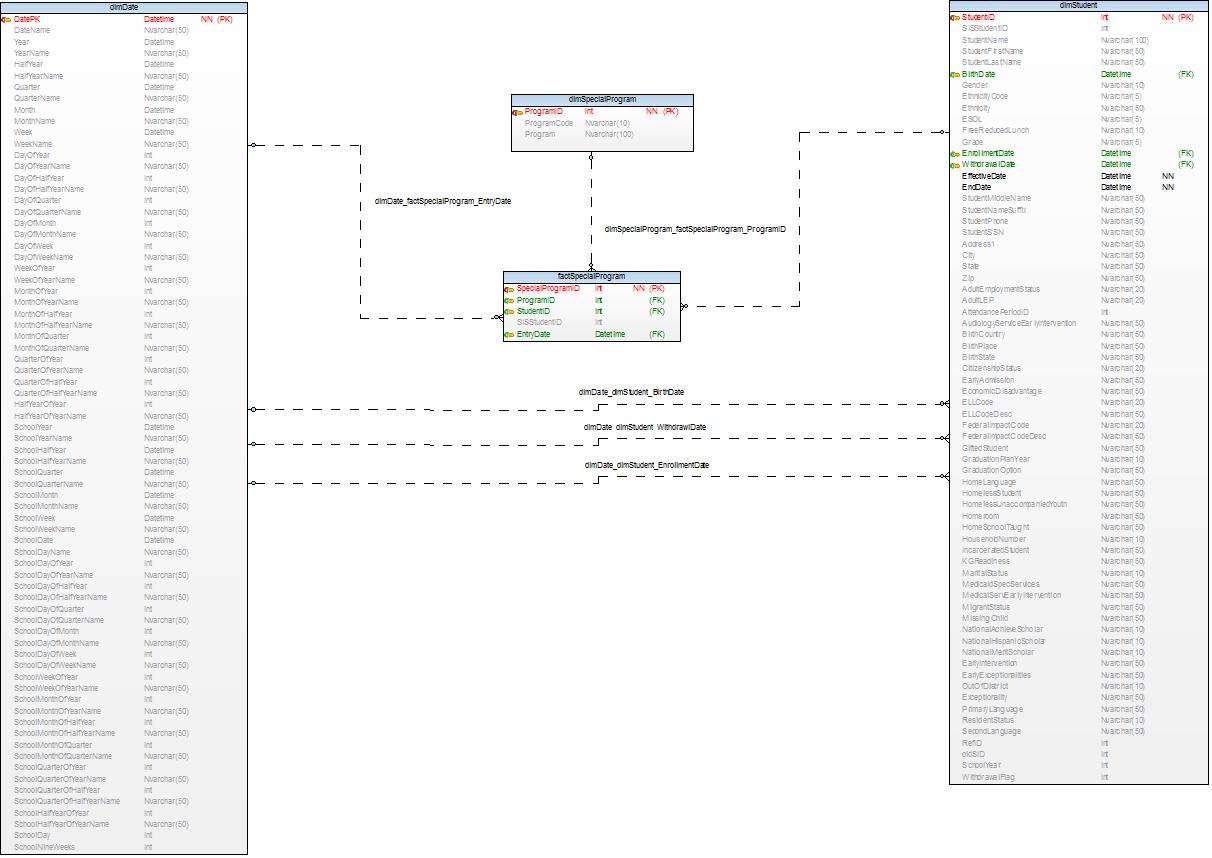 dimDate
DatePK Datetime NN (PK)
DateName Nvarchar(50)
Year Datetime
YearName Nvarchar(50)
HalfYear Datetime
HalfYearName Nvarchar(50)
Quarter Datetime
QuarterName Nvarchar(50)
Month Datetime
MonthName Nvarchar(50)
Week Datetime
WeekName Nvarchar(50)
DayOfYear Int
DayOfYearName Nvarchar(50)
DayOfHalfYear Int
DayOfHalfYearName Nvarchar(50)
DayOfQuarter Int
DayOfQuarterName Nvarchar(50)
DayOfMonth Int
DayOfMonthName Nvarchar(50)
DayOfWeek Int
DayOfWeekName Nvarchar(50)
WeekOfYear Int
WeekOfYearName Nvarchar(50)
MonthOfYear Int
MonthOfYearName Nvarchar(50)
MonthOfHalfYear Int
MonthOfHalfYearName Nvarchar(50)
MonthOfQuarter Int
MonthOfQuarterName Nvarchar(50)
QuarterOfYear Int
QuarterOfYearName Nvarchar(50)
QuarterOfHalfYear Int
QuarterOfHalfYearName Nvarchar(50)
HalfYearOfYear Int
HalfYearOfYearName Nvarchar(50)
SchoolYear Datetime
SchoolYearName Nvarchar(50)
SchoolHalfYear Datetime
SchoolHalfYearName Nvarchar(50)
SchoolQuarter Datetime
SchoolQuarterName Nvarchar(50)
SchoolMonth Datetime
SchoolMonthName Nvarchar(50)
SchoolWeek Datetime
SchoolWeekName Nvarchar(50)
SchoolDate Datetime
SchoolDayName Nvarchar(50)
SchoolDayOfYear Int
SchoolDayOfYearName Nvarchar(50)
SchoolDayOfHalfYear Int
SchoolDayOfHalfYearName Nvarchar(50)
SchoolDayOfQuarter Int
SchoolDayOfQuarterName Nvarchar(50)
SchoolDayOfMonth Int
SchoolDayOfMonthName Nvarchar(50)
SchoolDayOfWeek Int
SchoolDayOfWeekName Nvarchar(50)
SchoolWeekOfYear Int
SchoolWeekOfYearName Nvarchar(50)
SchoolMonthOfYear Int
SchoolMonthOfYearName Nvarchar(50)
SchoolMonthOfHalfYear Int
SchoolMonthOfHalfYearName Nvarchar(50)
SchoolMonthOfQuarter Int
SchoolMonthOfQuarterName Nvarchar(50)
SchoolQuarterOfYear Int
SchoolQuarterOfYearName Nvarchar(50)
SchoolQuarterOfHalfYear Int
SchoolQuarterOfHalfYearName Nvarchar(50)
SchoolHalfYearOfYear Int
SchoolHalfYearOfYearName Nvarchar(50)
SchoolDay Int
SchoolNineWeeks Int
dimSpecialProgram
ProgramID Int NN (PK)
ProgramCode Nvarchar(10)
Program Nvarchar(100)
dimDate_factSpecialProgram_EntryDate
dimSpecialProgram_factSpecialProgram_ProgramID
factSpecialProgram
SpecialProgramID Int NN (PK)
ProgramID Int (FK)
StudentID Int (FK)
SISStudentID Int
EntryDate Datetime (FK)
dimDate_dimStudent_BirthDate
dimDate_dimStudent_WithdrawlDate
dimDate_dimStudent_EnrollmentDate
dimStudent
StudentID Int NN (PK)
SISStudentID Int
StudentName Nvarchar(100)
StudentFirstName Nvarchar(50)
StudentLastName Nvarchar(50)
BirthDate Datetime (FK)
Gender Nvarchar(10)
EthnicityCode Nvarchar(5)
Ethnicity Nvarchar(50)
ESOL Nvarchar(5)
FreeReducedLunch Nvarchar(10)
Grade Nvarchar(5)
EnrollmentDate Datetime (FK)
WithdrawalDate Datetime (FK)
EffectiveDate Datetime NN
EndDate Datetime NN
StudentMiddleName Nvarchar(50)
StudentNameSuffix Nvarchar(50)
StudentPhone Nvarchar(50)
StudentSSN Nvarchar(50)
Address1 Nvarchar(50)
City Nvarchar(50)
State Nvarchar(50)
Zip Nvarchar(50)
AdultEmploymentStatus Nvarchar(20)
AdultLEP Nvarchar(20)
AttendancePeriodID Int
AudiologyServiceEarlyIntervention Nvarchar(50)
BirthCountry Nvarchar(50)
BirthPlace Nvarchar(50)
BirthState Nvarchar(50)
CitizenshipStatus Nvarchar(20)
EarlyAdmission Nvarchar(50)
EconomicDisadvantage Nvarchar(50)
ELLCode Nvarchar(20)
ELLCodeDesc Nvarchar(50)
FederalImpactCode Nvarchar(20)
FederalImpactCodeDesc Nvarchar(50)
GiftedStudent Nvarchar(50)
GraduationPlanYear Nvarchar(10)
GraduationOption Nvarchar(50)
HomeLanguage Nvarchar(50)
HomelessStudent Nvarchar(50)
HomelessUnaccompaniedYouth Nvarchar(50)
Homeroom Nvarchar(50)
HomeSchoolTaught Nvarchar(50)
HouseholdNumber Nvarchar(10)
IncarceratedStudent Nvarchar(50)
KGReadiness Nvarchar(50)
MaritalStatus Nvarchar(10)
MedicaidSpecServices Nvarchar(50)
MedicalServEarlyIntervention Nvarchar(50)
MigrantStatus Nvarchar(50)
MissingChild Nvarchar(50)
NationalAchieveScholar Nvarchar(10)
NationalHispanicScholar Nvarchar(10)
NationalMeritScholar Nvarchar(10)
EarlyIntervention Nvarchar(50)
EarlyExceptionalities Nvarchar(50)
OutOfDistrict Nvarchar(10)
Exceptionality Nvarchar(50)
PrimaryLanguage Nvarchar(50)
ResidentStatus Nvarchar(10)
SecondLanguage Nvarchar(50)
RefID Int
oldSID Int
SchoolYear Int
WithdrawalFlag Int